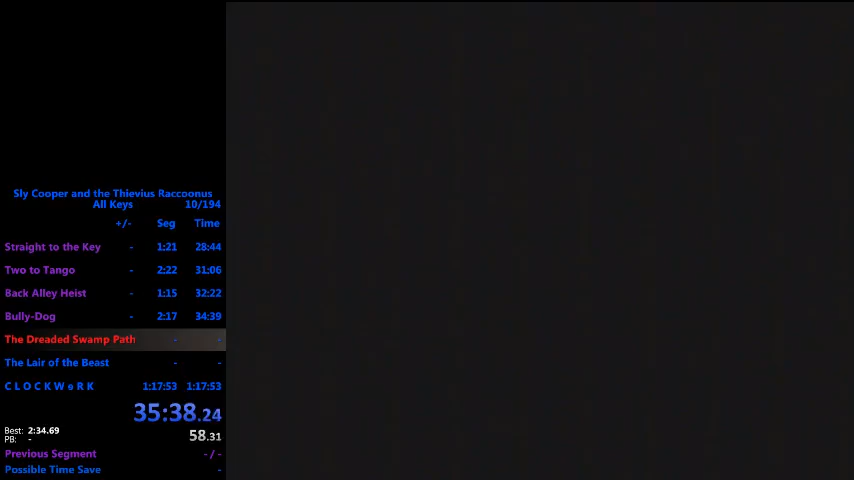 Sly Cooper and the Thievius Raccoonus
All Keys 10/194
+/- Seg Time
Straight to the Key - 1:21 28:44
Two to Tango - 2:22 31:06
Back Alley Heist - 1:15 32:22
Bully-Dog - 2:17 34:39
The Dreaded Swamp Path - -
The Lair of the Beast - -
C L O C K W e R K 1:17:53 1:17:53
35:38.24
Best: 2:34.69
PB: -
58.31
Previous Segment - / -
Possible Time Save -